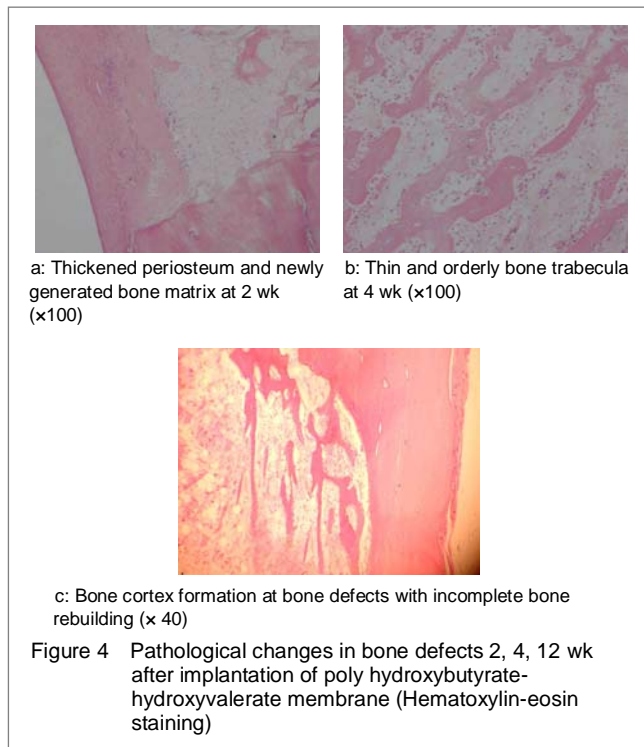 a: Thickened periosteum and newly
generated bone matrix at 2 wk
(×100)
b: Thin and orderly bone trabecula
at 4 wk (×100)
c: Bone cortex formation at bone defects with incomplete bone
rebuilding (× 40)
Figure 4 Pathological changes in bone defects 2, 4, 12 wk
after implantation of poly hydroxybutyrate-
hydroxyvalerate membrane (Hematoxylin-eosin
staining)